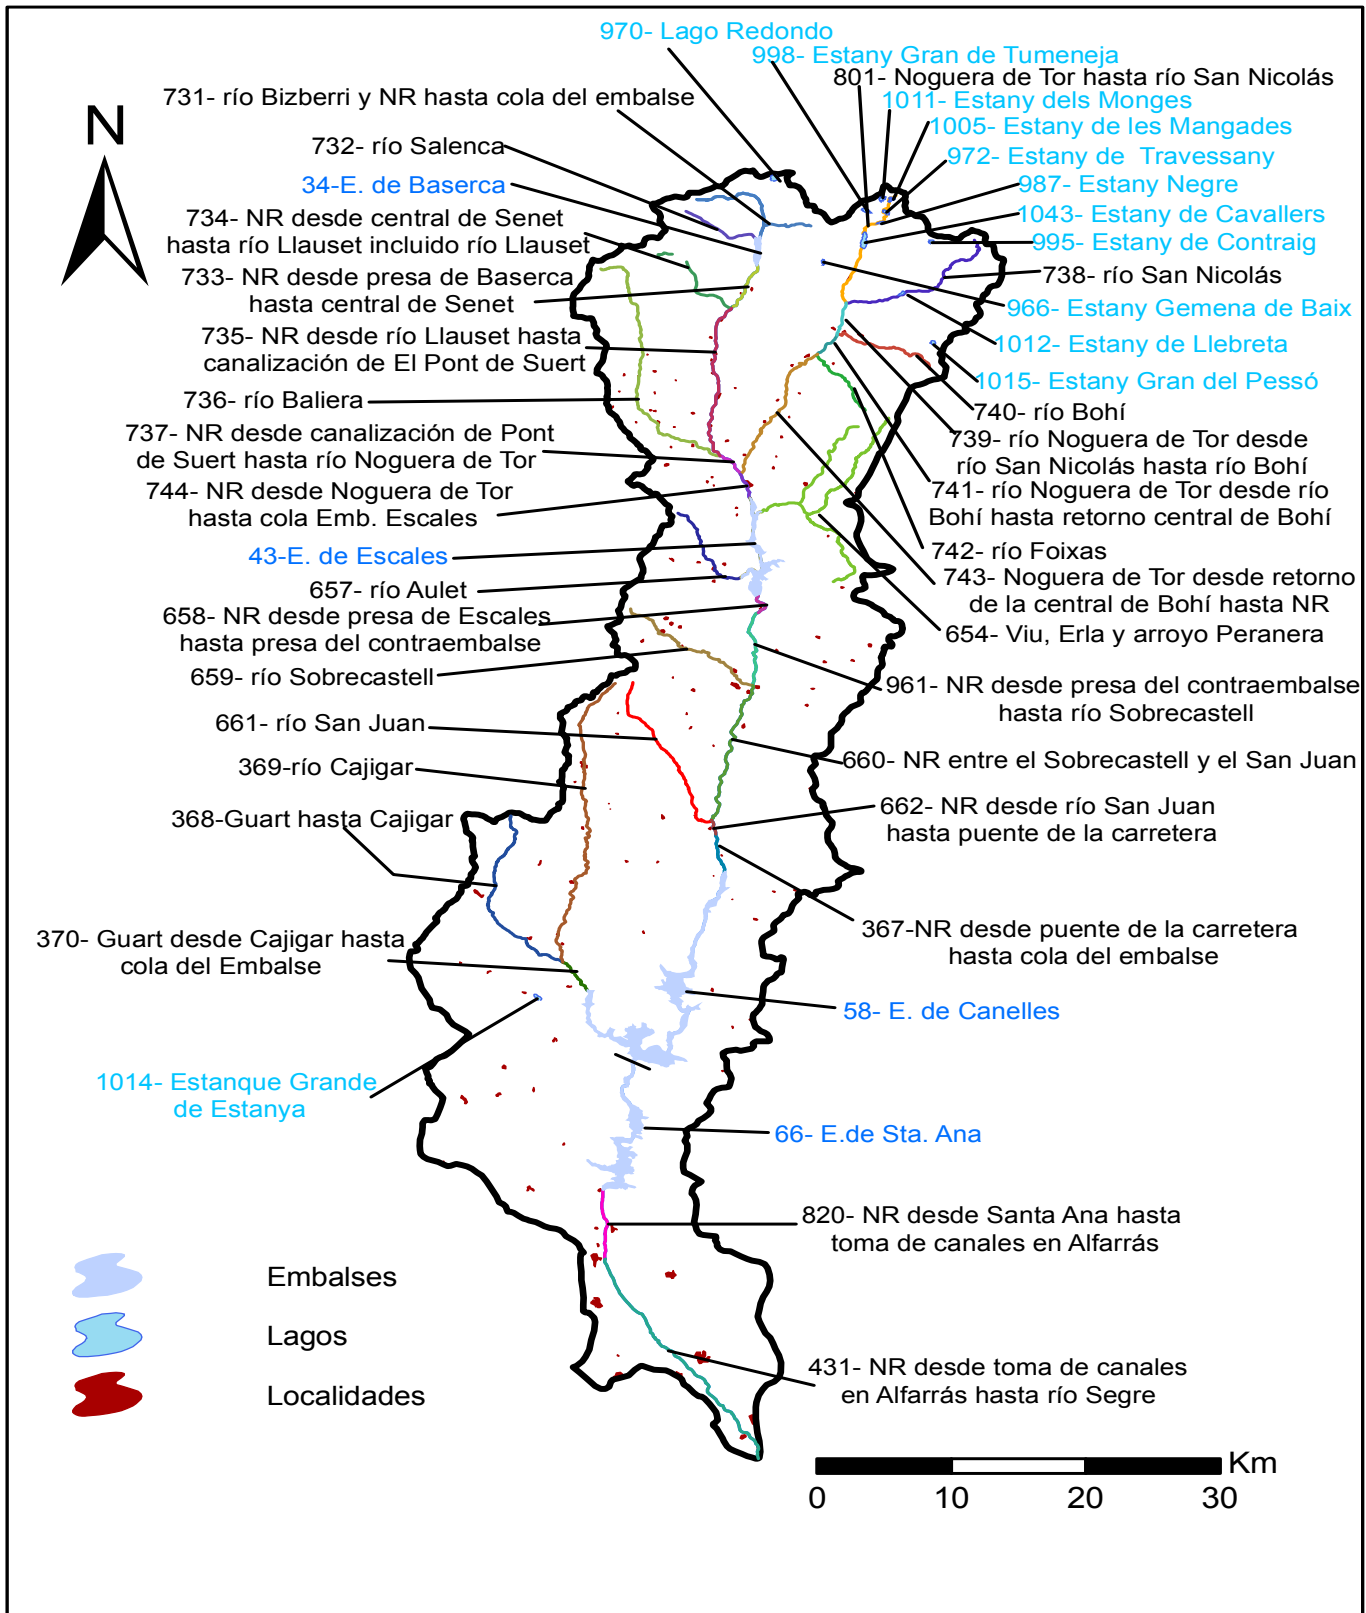 970- Lago Redondo
998- Estany Gran de Tumeneja
801- Noguera de Tor hasta río San Nicolás
731- río Bizberri y NR hasta cola del embalse
1011- Estany dels Monges
N
1005- Estany de les Mangades
732- río Salenca
972- Estany de Travessany
34-E. de Baserca
987- Estany Negre
734- NR desde central de Senet
hasta río Llauset incluido río Llauset
1043- Estany de Cavallers
995- Estany de Contraig
733- NR desde presa de Baserca
hasta central de Senet
738- río San Nicolás
966- Estany Gemena de Baix
735- NR desde río Llauset hasta
canalización de El Pont de Suert
1012- Estany de Llebreta
1015- Estany Gran del Pessó
736- río Baliera
740- río Bohí
737- NR desde canalización de Pont
de Suert hasta río Noguera de Tor
739- río Noguera de Tor desde
río San Nicolás hasta río Bohí
744- NR desde Noguera de Tor
hasta cola Emb. Escales
741- río Noguera de Tor desde río
Bohí hasta retorno central de Bohí
43-E. de Escales
742- río Foixas
657- río Aulet
743- Noguera de Tor desde retorno
de la central de Bohí hasta NR
658- NR desde presa de Escales
hasta presa del contraembalse
654- Viu, Erla y arroyo Peranera
659- río Sobrecastell
961- NR desde presa del contraembalse
hasta río Sobrecastell
661- río San Juan
660- NR entre el Sobrecastell y el San Juan
369-río Cajigar
662- NR desde río San Juan
hasta puente de la carretera
368-Guart hasta Cajigar
367-NR desde puente de la carretera
hasta cola del embalse
370- Guart desde Cajigar hasta
cola del Embalse
58- E. de Canelles
1014- Estanque Grande
de Estanya
66- E.de Sta. Ana
820- NR desde Santa Ana hasta
toma de canales en Alfarrás
Embalses
Lagos
Localidades
431- NR desde toma de canales
en Alfarrás hasta río Segre
Km
0 10 20 30